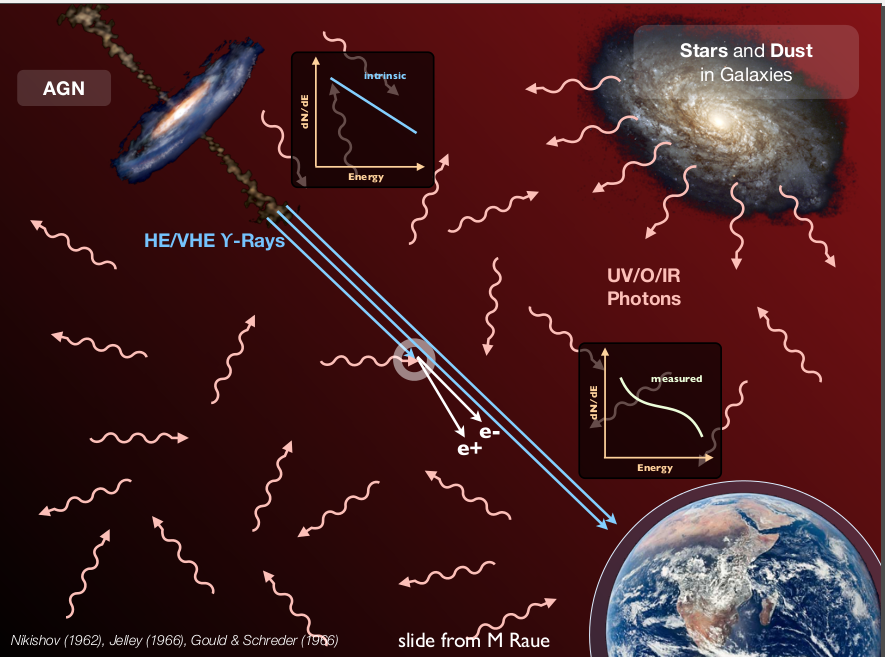 AGN
Stars and Dust
in Galaxies
intrinsic
dN/dE
Energy
HE/VHE ϒ-Rays
UV/O/IR
Photons
measured
dN/dE
Energy
e-
e+
Nikishov (1962), Jelley (1966), Gould & Schreder (1966)
slide from M Raue